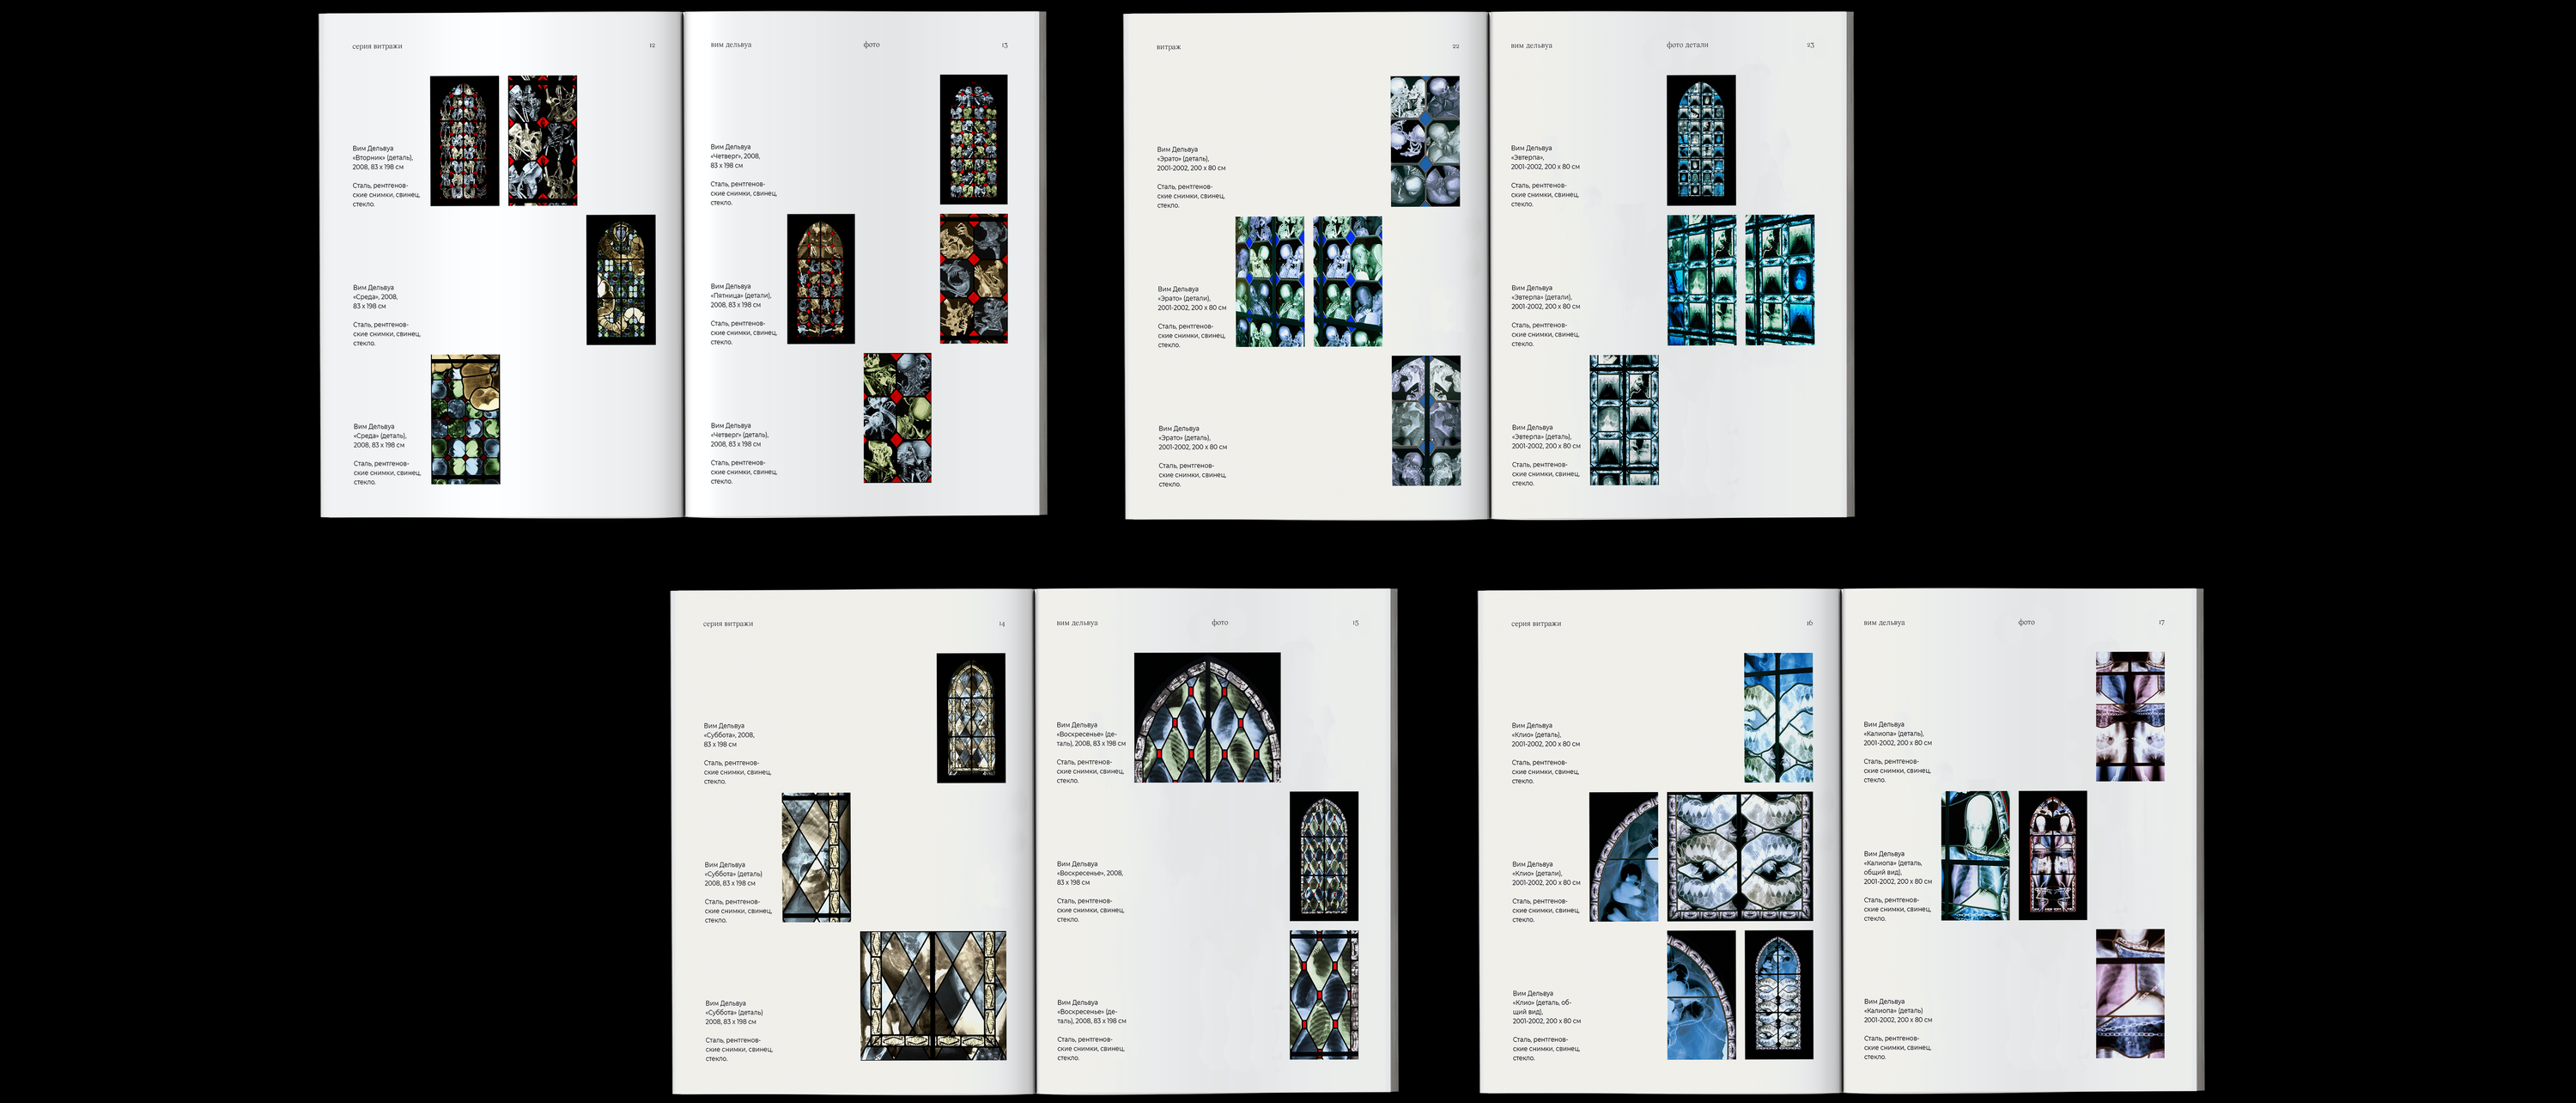 серия витражи
12
Вим Дельвуа
«Вторник» (деталь),
2008, 83 x 198 см
Сталь, рентгенов-
ские снимки, свинец,
стекло.
Вим Дельвуа
«Среда», 2008,
83 x 198 см
Сталь, рентгенов-
ские снимки, свинец,
стекло.
Вим Дельвуа
«Среда» (деталь),
2008, 83 x 198 см
Сталь, рентгенов-
ские снимки, свинец,
стекло.
вим дельвуа
фото
13
Вим Дельвуа
«Четверг», 2008,
83 x 198 см
Сталь, рентгенов-
ские снимки, свинец,
стекло.
Вим Дельвуа
«Пятница» (детали),
2008, 83 x 198 см
Сталь, рентгенов-
ские снимки, свинец,
стекло.
Вим Дельвуа
«Четверг» (деталь),
2008, 83 x 198 см
Сталь, рентгенов-
ские снимки, свинец,
стекло.
витраж
22
Вим Дельвуа
«Эрато» (деталь),
2001-2002, 200 x 80 см
Сталь, рентгенов-
ские снимки, свинец,
стекло.
Вим Дельвуа
«Эрато» (детали),
2001-2002, 200 x 80 см
Сталь, рентгенов-
ские снимки, свинец,
стекло.
Вим Дельвуа
«Эрато» (деталь),
2001-2002, 200 x 80 см
Сталь, рентгенов-
ские снимки, свинец,
стекло.
вим дельвуа
фото детали
23
Вим Дельвуа
«Эвтерпа»,
2001-2002, 200 x 80 см
Сталь, рентгенов-
ские снимки, свинец,
стекло.
Вим Дельвуа
«Эвтерпа» (детали),
2001-2002, 200 x 80 см
Сталь, рентгенов-
ские снимки, свинец,
стекло.
Вим Дельвуа
«Эвтерпа» (деталь),
2001-2002, 200 x 80 см
Сталь, рентгенов-
ские снимки, свинец,
стекло.
серия витражи
14
Вим Дельвуа
«Суббота», 2008,
83 x 198 см
Сталь, рентгенов-
ские снимки, свинец,
стекло.
Вим Дельвуа
«Суббота» (деталь)
2008, 83 x 198 см
Сталь, рентгенов-
ские снимки, свинец,
стекло.
Вим Дельвуа
«Суббота» (деталь)
2008, 83 x 198 см
Сталь, рентгенов-
ские снимки, свинец,
стекло.
вим дельвуа
фото
15
Вим Дельвуа
«Воскресенье» (де-
таль), 2008, 83 x 198 см
Сталь, рентгенов-
ские снимки, свинец,
стекло.
Вим Дельвуа
«Воскресенье», 2008,
83 x 198 см
Сталь, рентгенов-
ские снимки, свинец,
стекло.
Вим Дельвуа
«Воскресенье» (де-
таль), 2008, 83 x 198 см
Сталь, рентгенов-
ские снимки, свинец,
стекло.
серия витражи
16
Вим Дельвуа
«Клио» (деталь),
2001-2002, 200 x 80 см
Сталь, рентгенов-
ские снимки, свинец,
стекло.
Вим Дельвуа
«Клио» (детали),
2001-2002, 200 x 80 см
Сталь, рентгенов-
ские снимки, свинец,
стекло.
Вим Дельвуа
«Клио» (деталь, об-
щий вид),
2001-2002, 200 x 80 см
Сталь, рентгенов-
ские снимки, свинец,
стекло.
вим дельвуа
фото
17
Вим Дельвуа
«Калиопа» (деталь),
2001-2002, 200 x 80 см
Сталь, рентгенов-
ские снимки, свинец,
стекло.
Вим Дельвуа
«Калиопа» (деталь,
общий вид),
2001-2002, 200 x 80 см
Сталь, рентгенов-
ские снимки, свинец,
стекло.
Вим Дельвуа
«Калиопа» (деталь)
2001-2002, 200 x 80 см
Сталь, рентгенов-
ские снимки, свинец,
стекло.